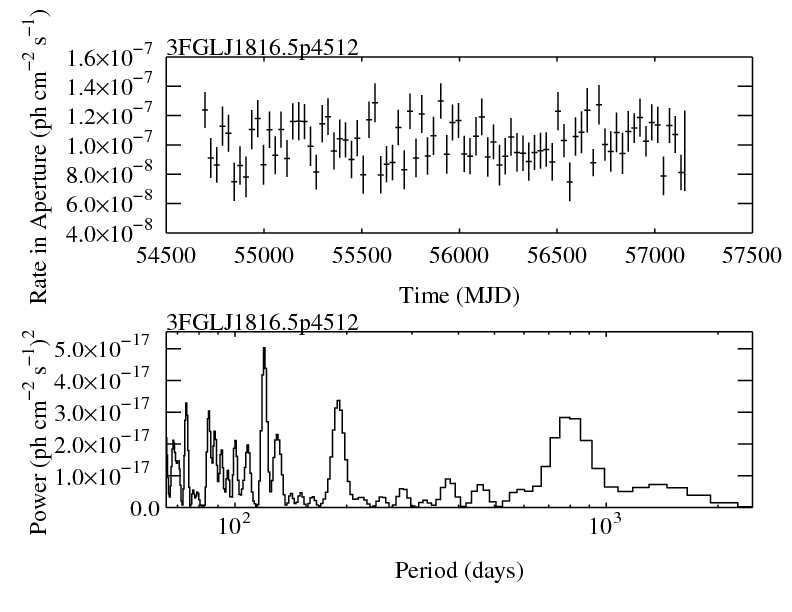 3FGLJ1816.5p4512
Rate in Aperture (ph cm⁻² s⁻¹)
1.6×10⁻⁷
1.4×10⁻⁷
1.2×10⁻⁷
1.0×10⁻⁷
8.0×10⁻⁸
6.0×10⁻⁸
4.0×10⁻⁸
54500 55000 55500 56000 56500 57000 57500
Time (MJD)
3FGLJ1816.5p4512
Power (ph cm⁻² s⁻¹)²
5.0×10⁻¹⁷
4.0×10⁻¹⁷
3.0×10⁻¹⁷
2.0×10⁻¹⁷
1.0×10⁻¹⁷
0.0
10² 10³
Period (days)